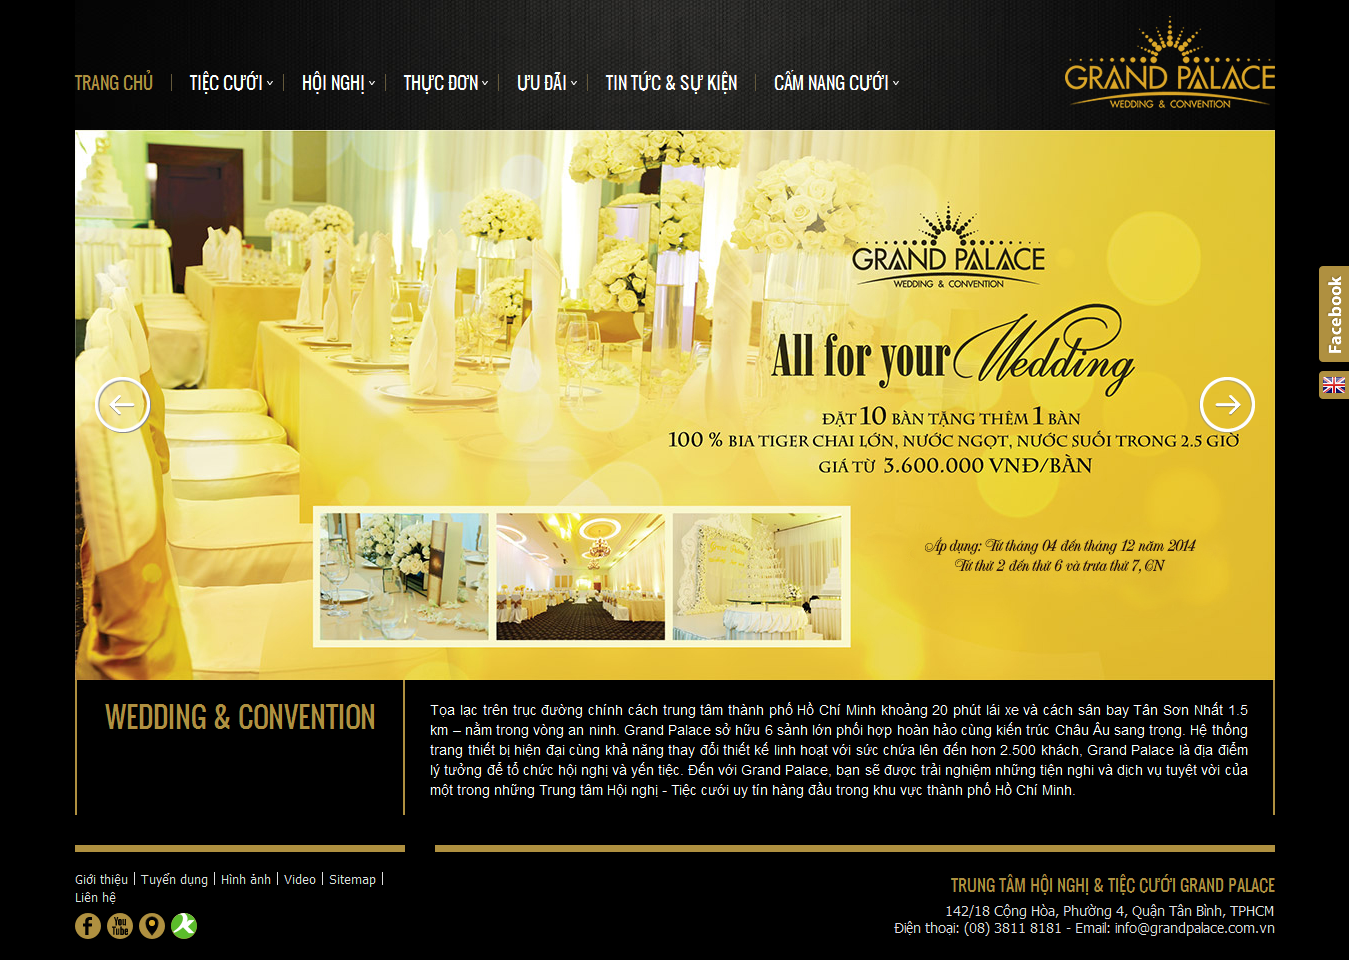 TRANG CHỦ
TIỆC CƯỚI
HỘI NGHỊ
THỰC ĐƠN
ƯU ĐÃI
TIN TỨC & SỰ KIỆN
CẨM NANG CƯỚI
GRAND PALACE
WEDDING & CONVENTION
GRAND PALACE
WEDDING & CONVENTION
All for your Wedding
ĐẶT 10 BÀN TẶNG THÊM 1 BÀN
100 % BIA TIGER CHAI LỚN, NƯỚC NGỌT, NƯỚC SUỐI TRONG 2.5 GIỜ
GIÁ TỪ 3.600.000 VNĐ/BÀN
Áp dụng: Từ tháng 04 đến tháng 12 năm 2014
Từ thứ 2 đến thứ 6 và trưa thứ 7, CN
Facebook
WEDDING & CONVENTION
Tọa lạc trên trục đường chính cách trung tâm thành phố Hồ Chí Minh khoảng 20 phút lái xe và cách sân bay Tân Sơn Nhất 1.5
km – nằm trong vòng an ninh. Grand Palace sở hữu 6 sảnh lớn phối hợp hoàn hảo cùng kiến trúc Châu Âu sang trọng. Hệ thống
trang thiết bị hiện đại cùng khả năng thay đổi thiết kế linh hoạt với sức chứa lên đến hơn 2.500 khách, Grand Palace là địa điểm
lý tưởng để tổ chức hội nghị và yến tiệc. Đến với Grand Palace, bạn sẽ được trải nghiệm những tiện nghi và dịch vụ tuyệt vời của
một trong những Trung tâm Hội nghị - Tiệc cưới uy tín hàng đầu trong khu vực thành phố Hồ Chí Minh.
Giới thiệu | Tuyển dụng | Hình ảnh | Video | Sitemap |
Liên hệ
You
Tube
TRUNG TÂM HỘI NGHỊ & TIỆC CƯỚI GRAND PALACE
142/18 Cộng Hòa, Phường 4, Quận Tân Bình, TPHCM
Điện thoại: (08) 3811 8181 - Email: info@grandpalace.com.vn